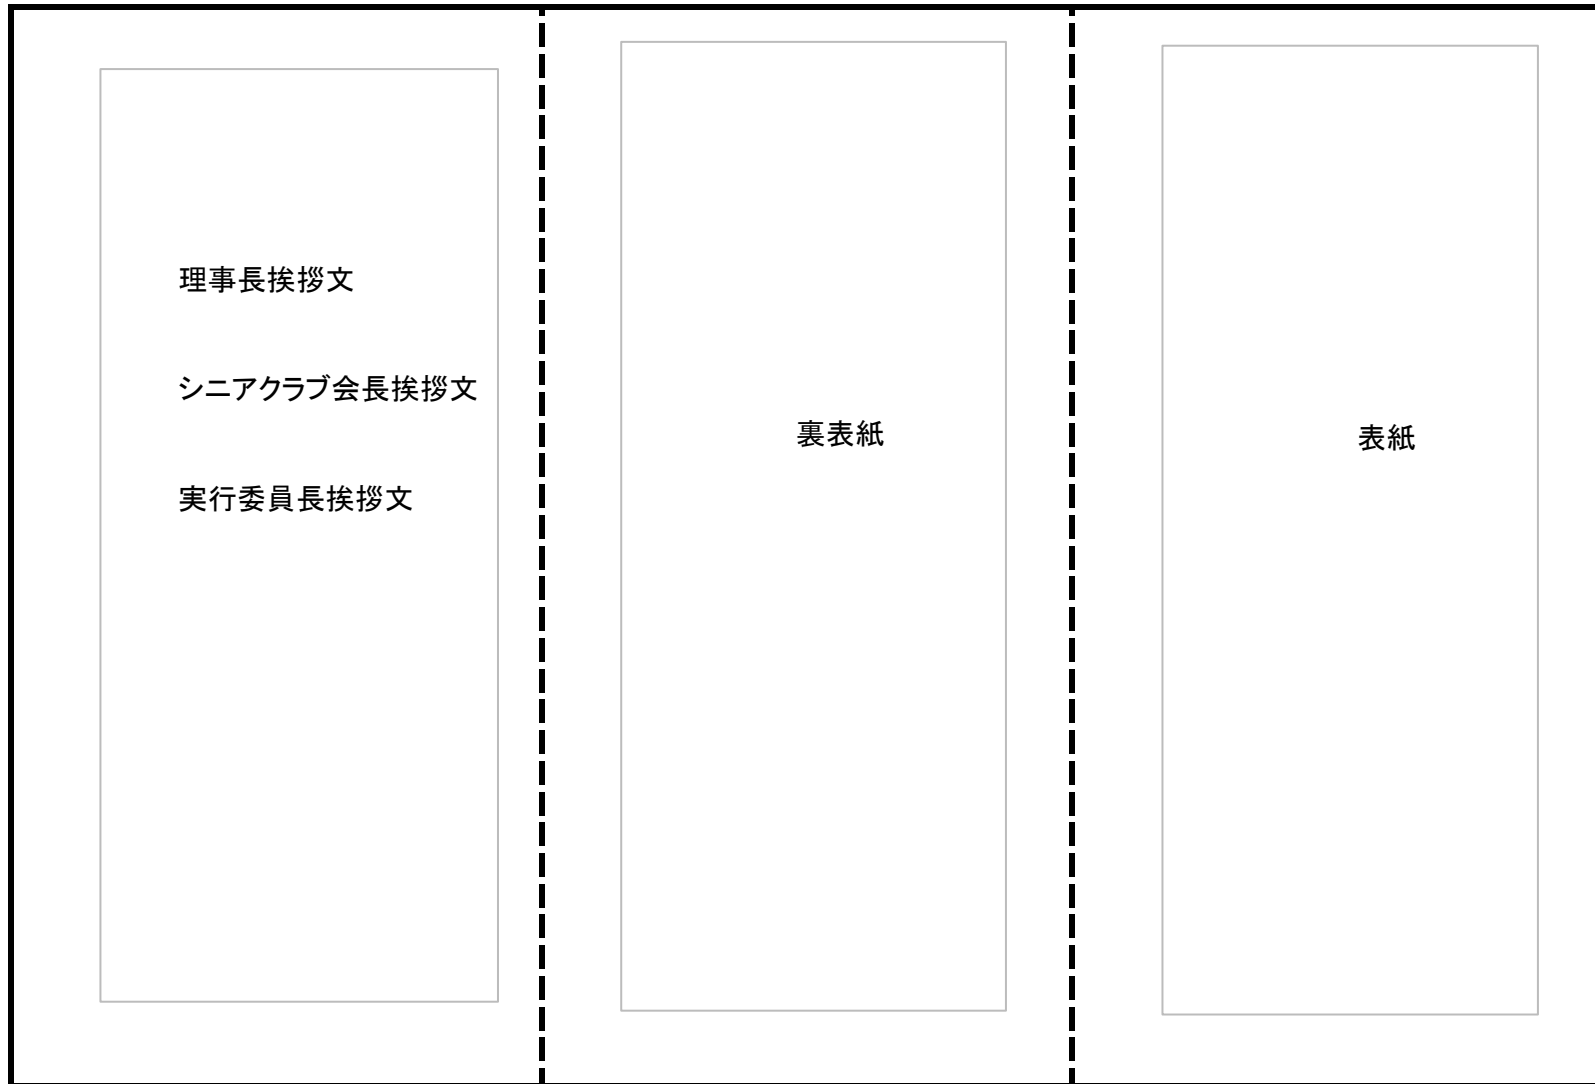 理事長挨拶文
シニアクラブ会長挨拶文
実行委員長挨拶文
裏表紙
表紙